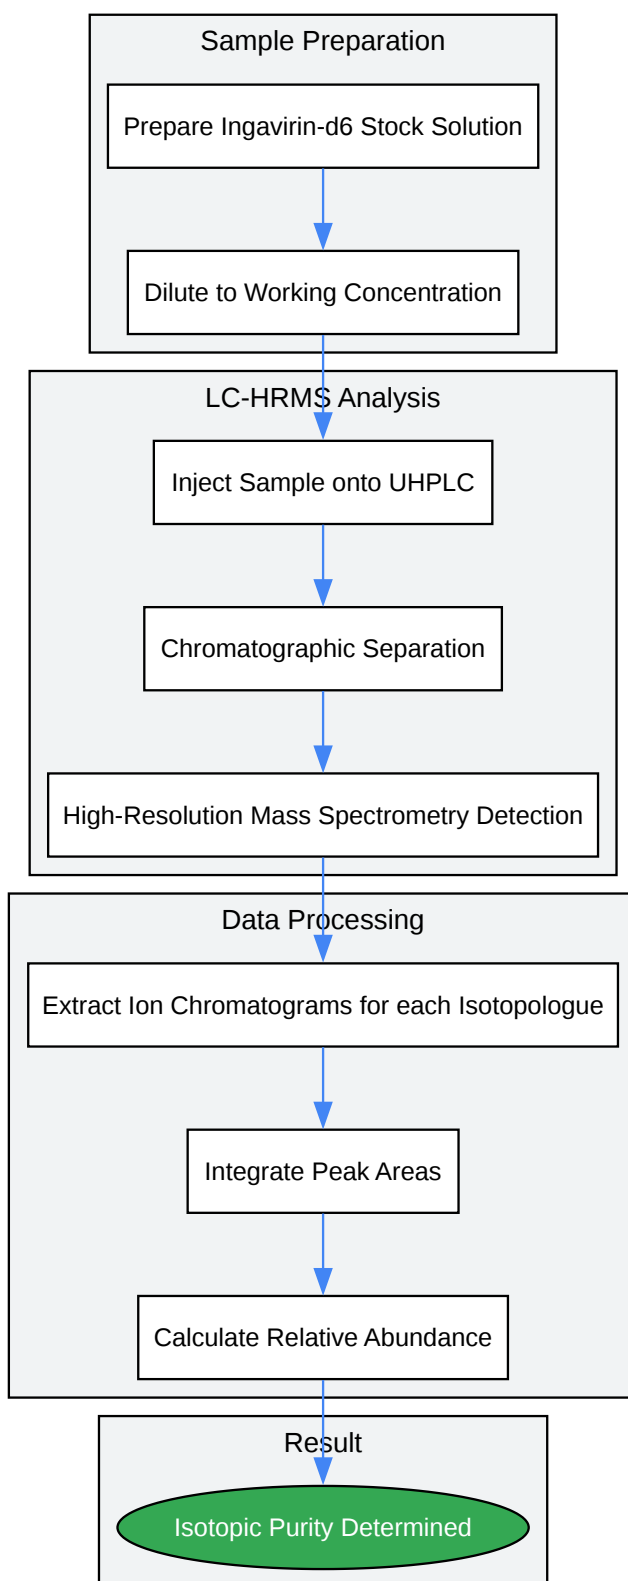 Sample Preparation
Prepare Ingavirin-d6 Stock Solution
Dilute to Working Concentration
LC-HRMS Analysis
Inject Sample onto UHPLC
Chromatographic Separation
High-Resolution Mass Spectrometry Detection
Data Processing
Extract Ion Chromatograms for each Isotopologue
Integrate Peak Areas
Calculate Relative Abundance
Result
Isotopic Purity Determined